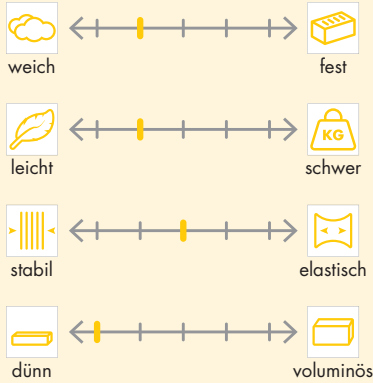 weich fest
KG
leicht schwer
stabil elastisch
dünn voluminös